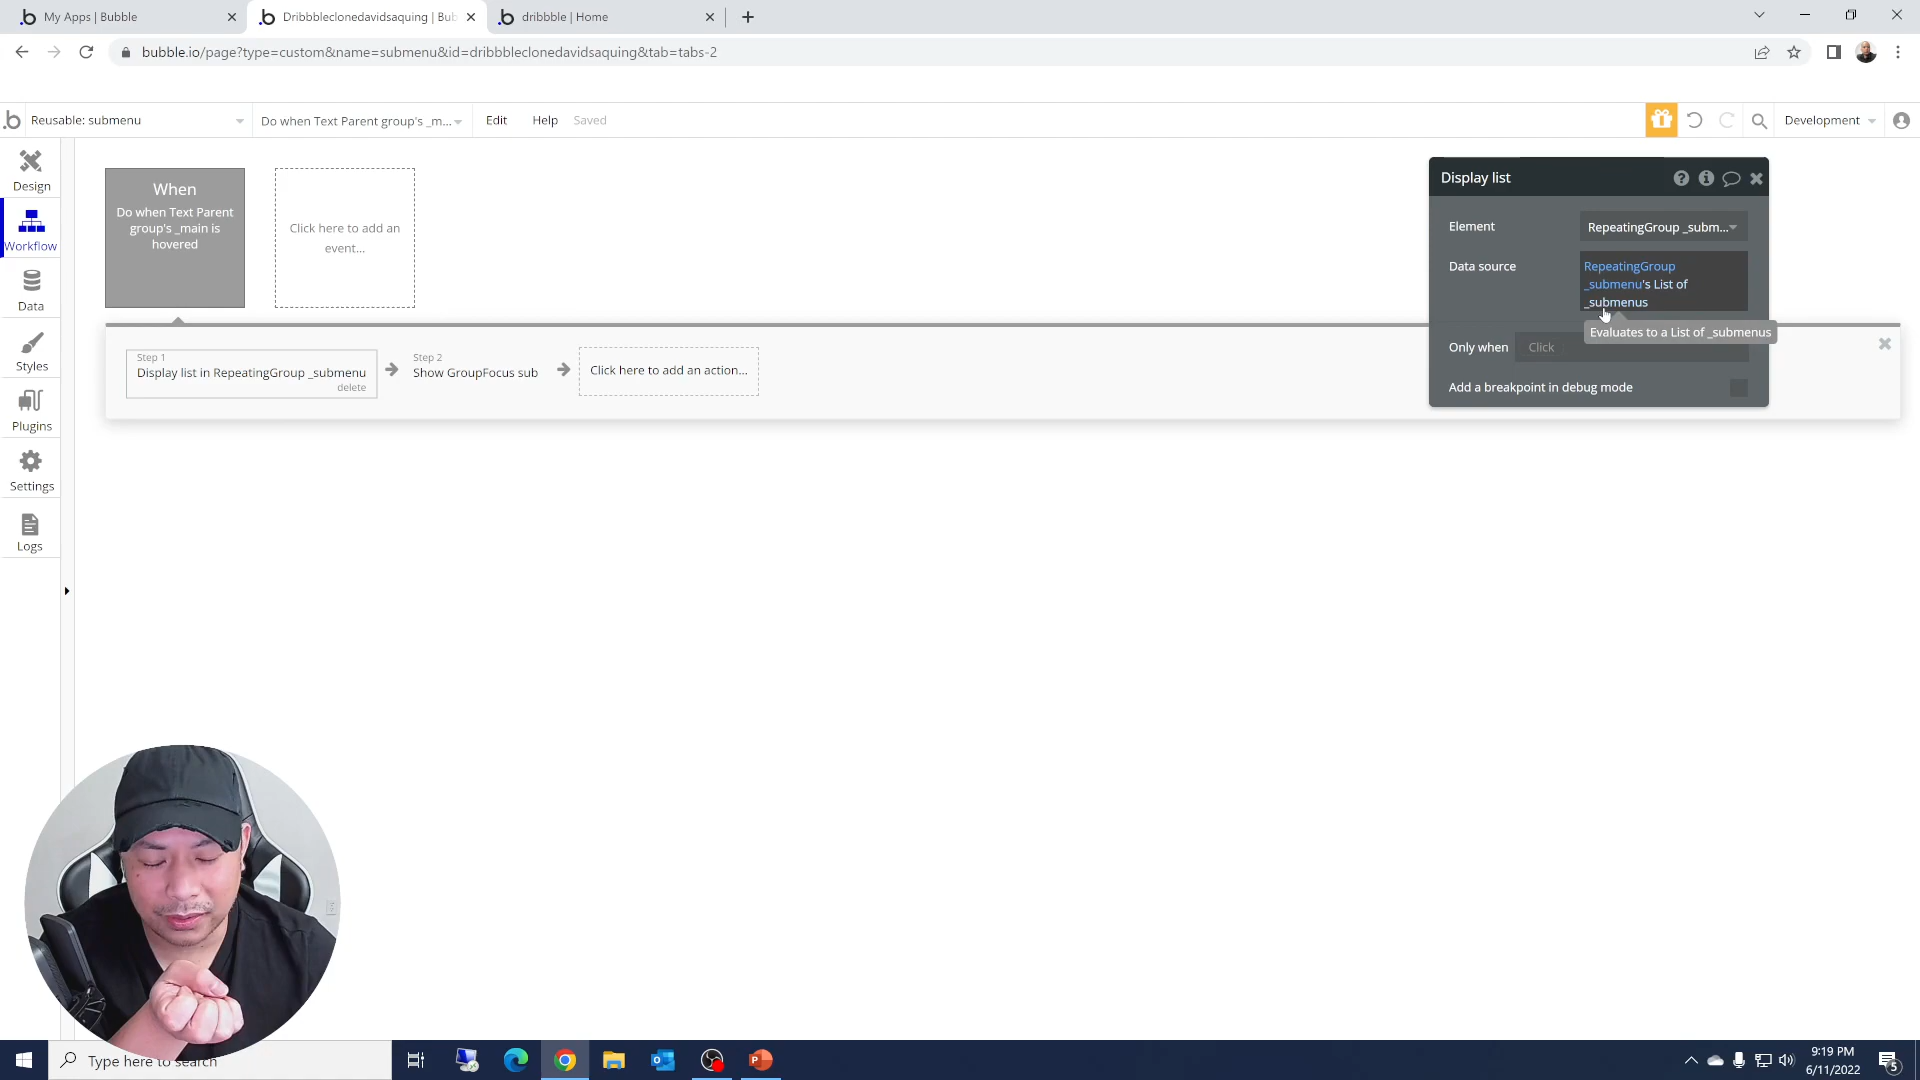 My Apps | Bubble
Dribbbleclonedavidsaquing | Bub
dribbble | Home
bubble.io/page?type=custom&name=submenu&id=dribbbleclonedavidsaquing&tab=tabs-2
Reusable: submenu
Do when Text Parent group's _m...
Edit
Help
Saved
Development
Design
Workflow
Data
Styles
Plugins
Settings
Logs
When
Do when Text Parent
group's _main is
hovered
Click here to add an
event...
Step 1
Display list in RepeatingGroup _submenu
delete
Step 2
Show GroupFocus sub
Click here to add an action...
Display list
Element
RepeatingGroup _subm...
Data source
RepeatingGroup
_submenu's List of
_submenus
Evaluates to a List of _submenus
Only when
Click
Add a breakpoint in debug mode
Type here to search
9:19 PM
6/11/2022
5